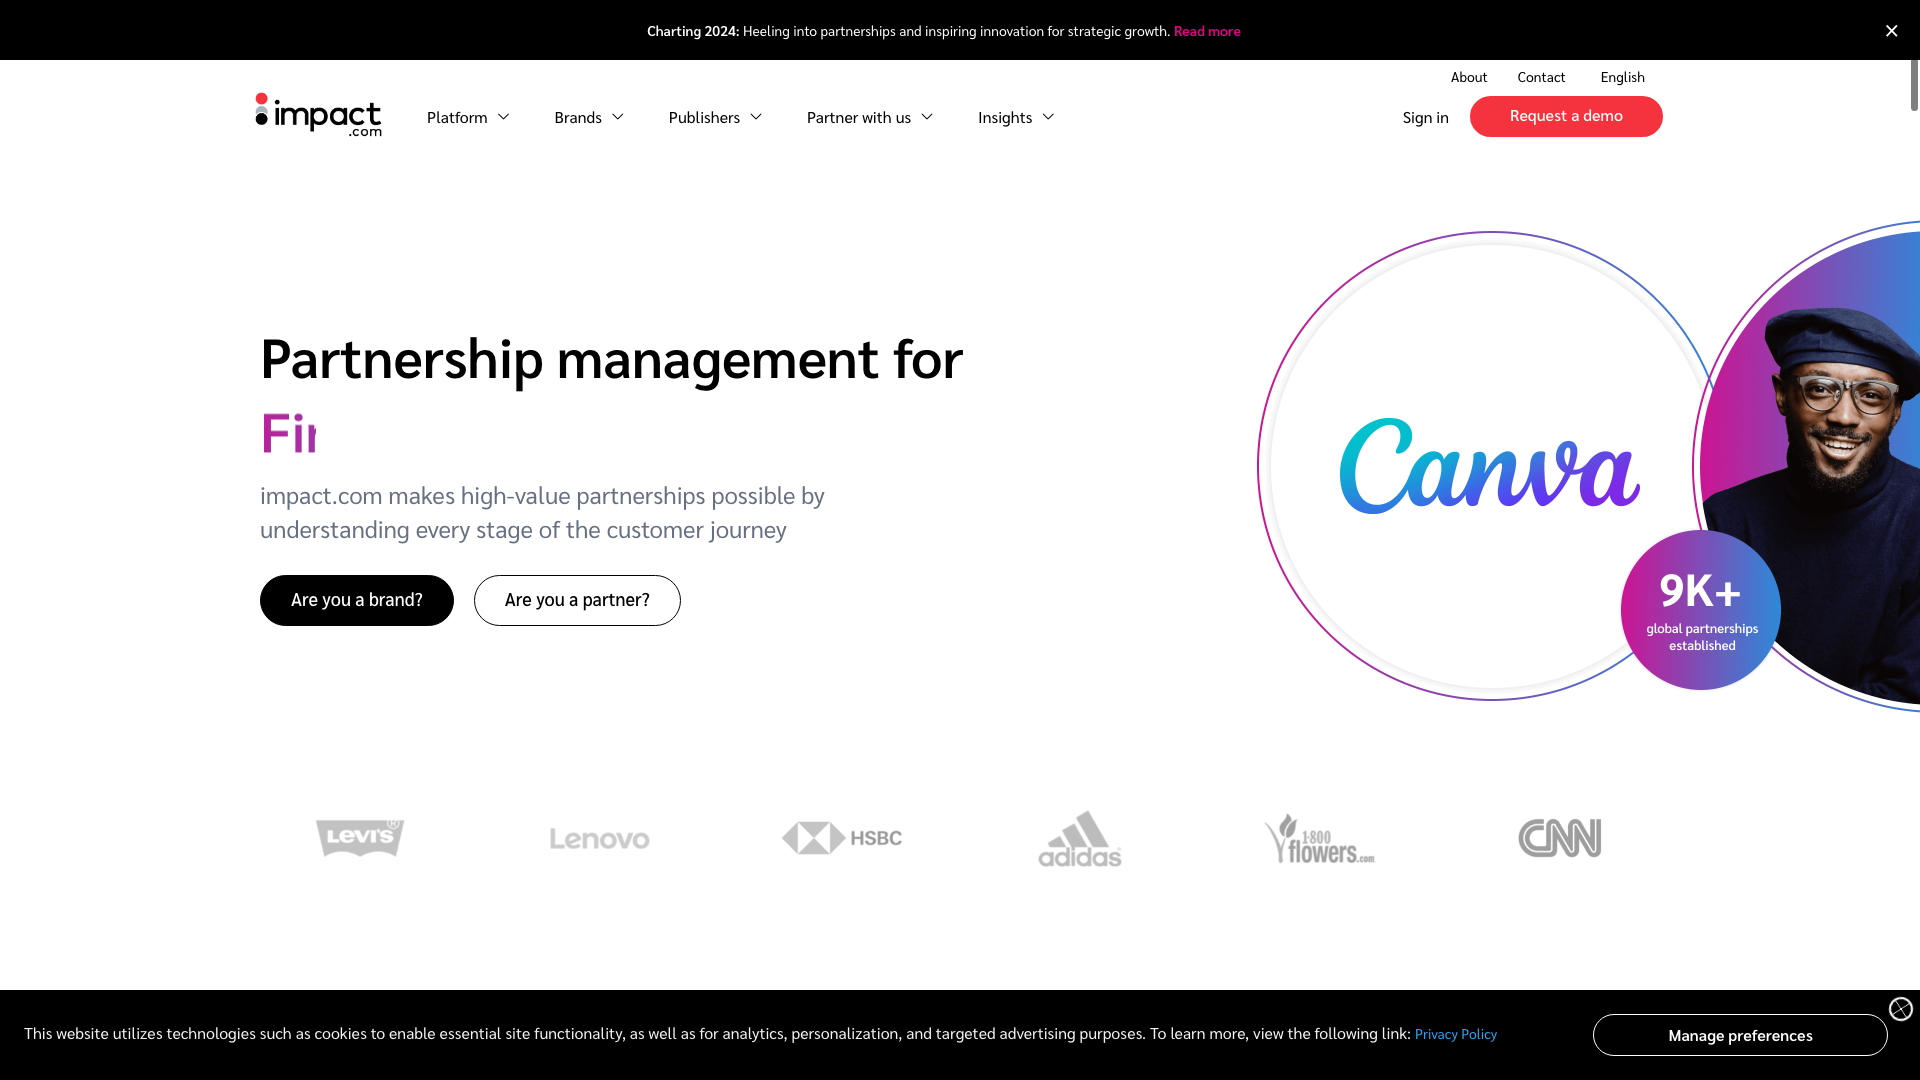 Charting 2024: Heeling into partnerships and inspiring innovation for strategic growth. Read more
About Contact English
impact
.com
Platform Brands Publishers Partner with us Insights Sign in Request a demo
Partnership management for
Fi
impact.com makes high-value partnerships possible by
understanding every stage of the customer journey
Are you a brand? Are you a partner?
Canva
9K+
global partnerships
established
LEVI'S® Lenovo HSBC adidas 1·800 flowers.com CNN
This website utilizes technologies such as cookies to enable essential site functionality, as well as for analytics, personalization, and targeted advertising purposes. To learn more, view the following link: Privacy Policy
Manage preferences